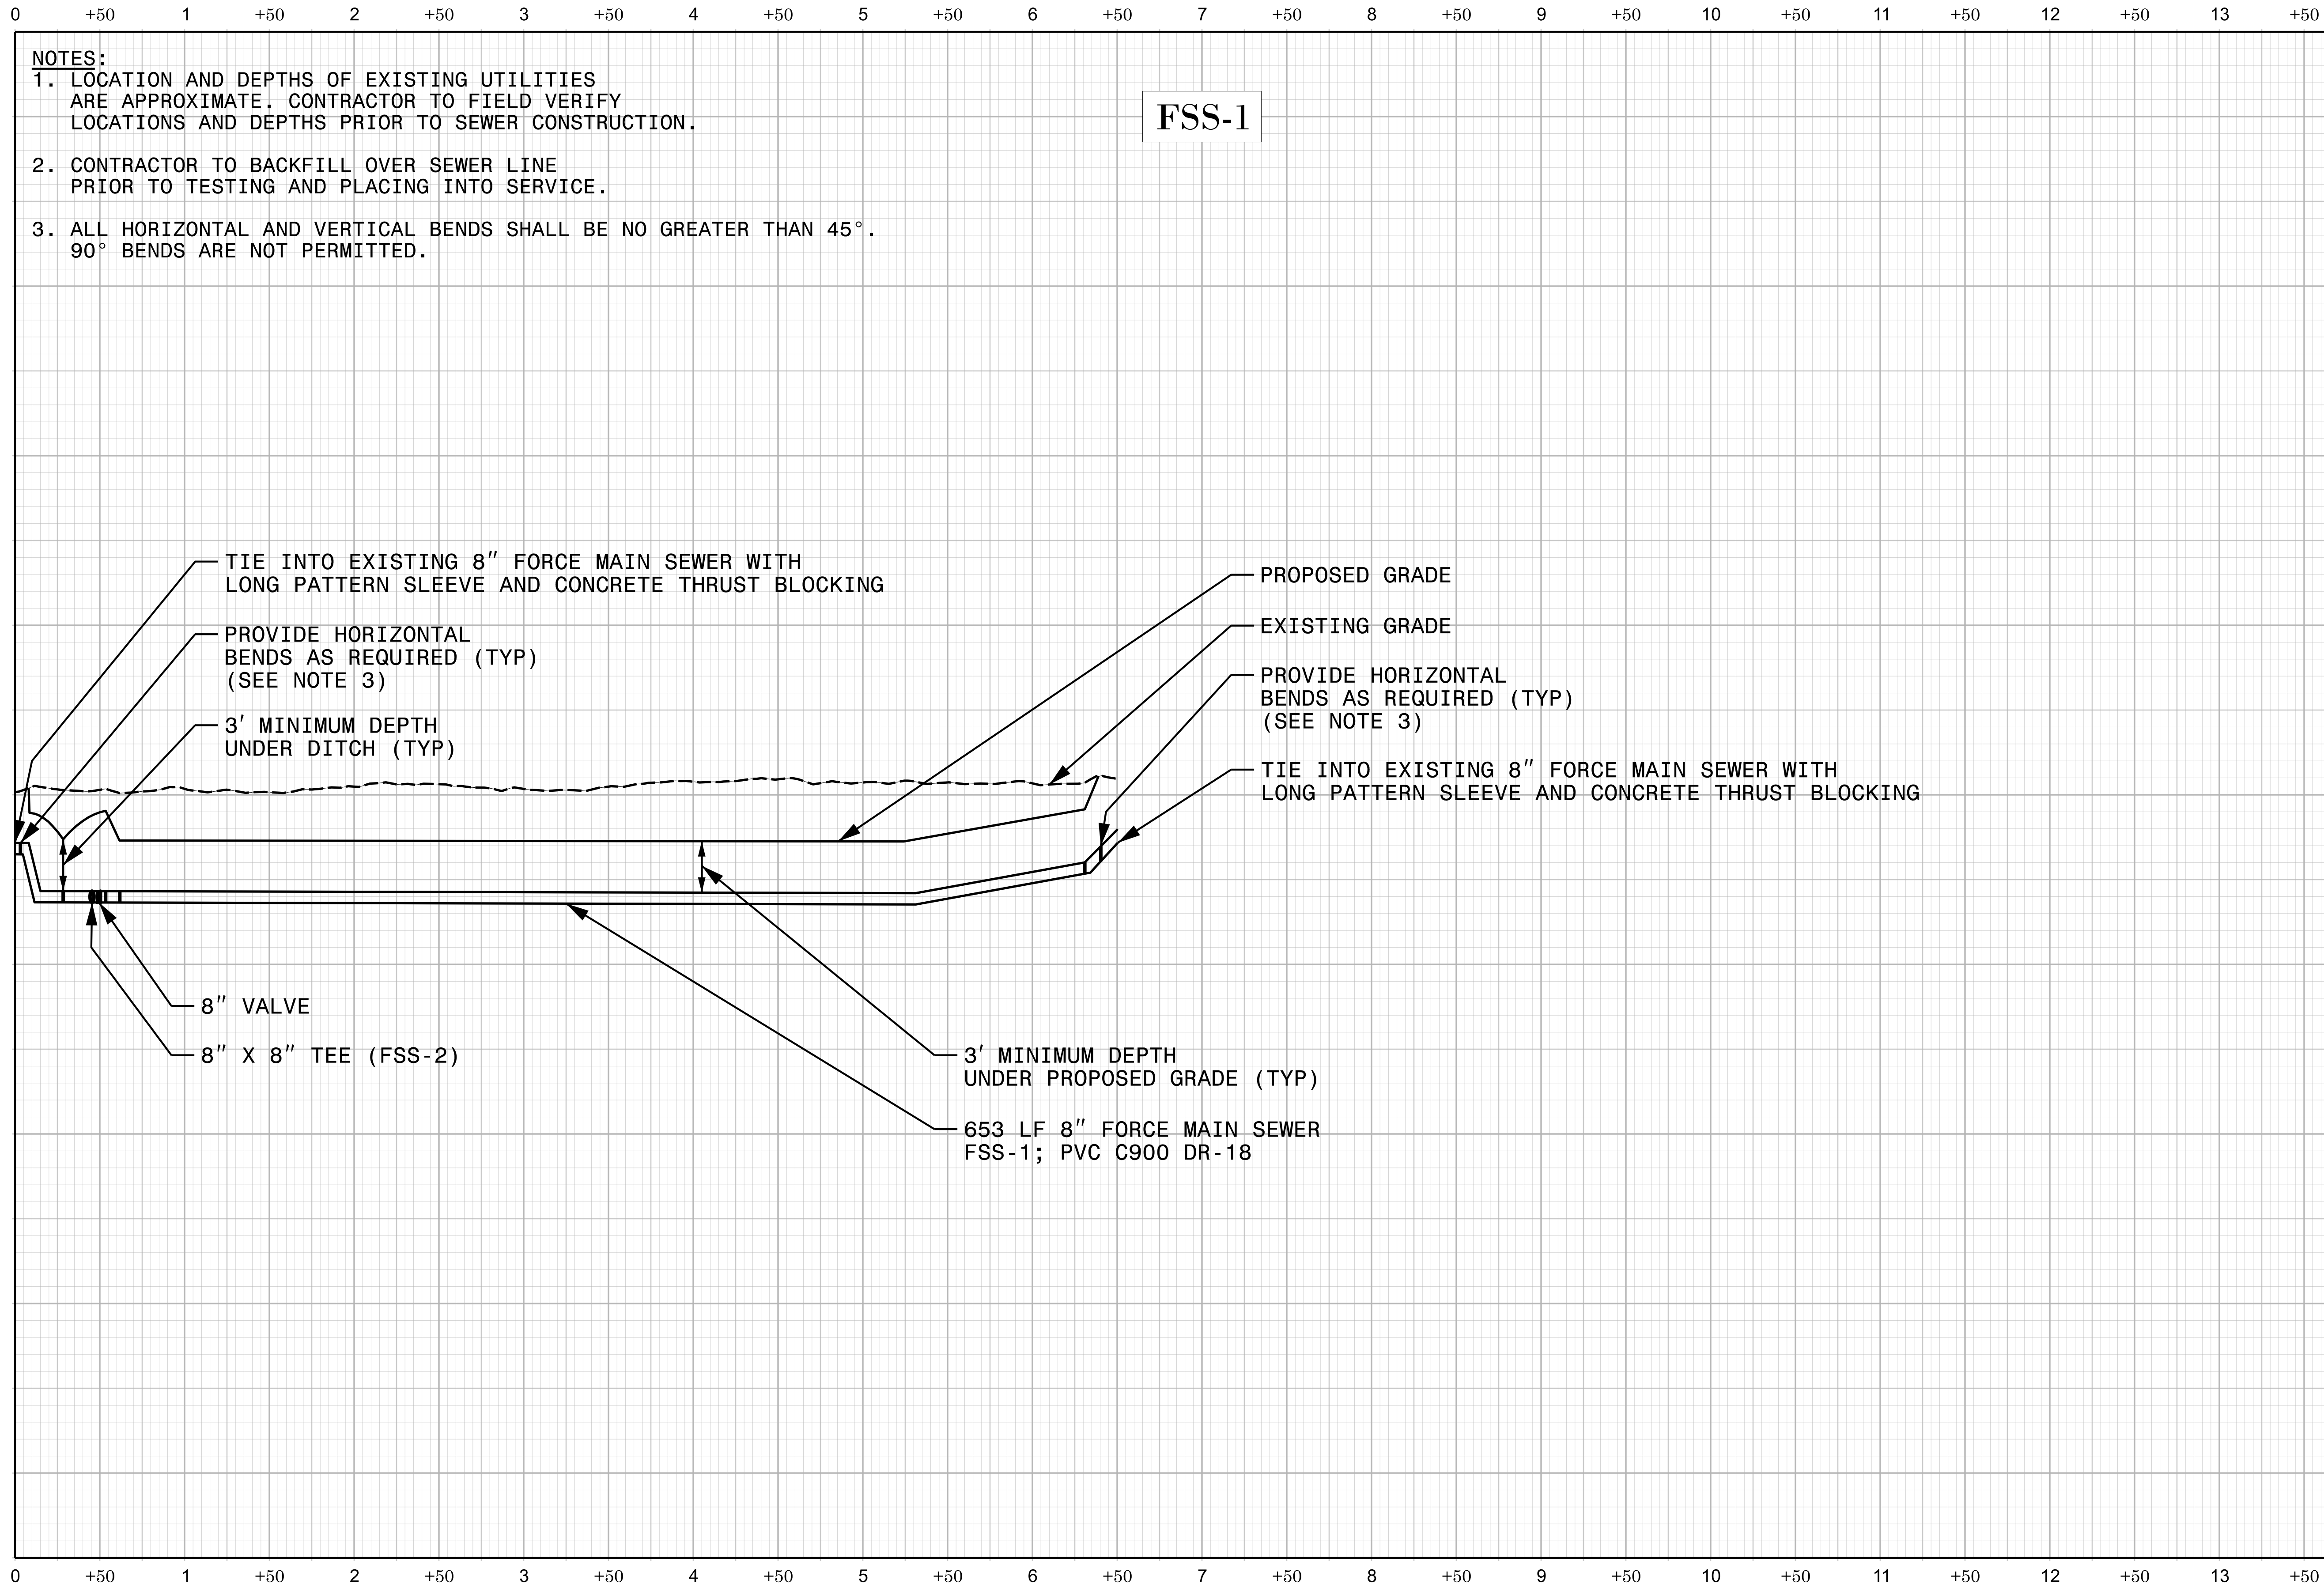 0 +50 1 +50 2 +50 3 +50 4 +50 5 +50 6 +50 7 +50 8 +50 9 +50 10 +50 11 +50 12 +50 13 +50
NOTES:
1. LOCATION AND DEPTHS OF EXISTING UTILITIES
ARE APPROXIMATE. CONTRACTOR TO FIELD VERIFY
LOCATIONS AND DEPTHS PRIOR TO SEWER CONSTRUCTION.
2. CONTRACTOR TO BACKFILL OVER SEWER LINE
PRIOR TO TESTING AND PLACING INTO SERVICE.
3. ALL HORIZONTAL AND VERTICAL BENDS SHALL BE NO GREATER THAN 45°.
90° BENDS ARE NOT PERMITTED.
FSS-1
TIE INTO EXISTING 8" FORCE MAIN SEWER WITH
LONG PATTERN SLEEVE AND CONCRETE THRUST BLOCKING
PROVIDE HORIZONTAL
BENDS AS REQUIRED (TYP)
(SEE NOTE 3)
3' MINIMUM DEPTH
UNDER DITCH (TYP)
PROPOSED GRADE
EXISTING GRADE
PROVIDE HORIZONTAL
BENDS AS REQUIRED (TYP)
(SEE NOTE 3)
TIE INTO EXISTING 8" FORCE MAIN SEWER WITH
LONG PATTERN SLEEVE AND CONCRETE THRUST BLOCKING
8" VALVE
8" X 8" TEE (FSS-2)
3' MINIMUM DEPTH
UNDER PROPOSED GRADE (TYP)
653 LF 8" FORCE MAIN SEWER
FSS-1; PVC C900 DR-18
0 +50 1 +50 2 +50 3 +50 4 +50 5 +50 6 +50 7 +50 8 +50 9 +50 10 +50 11 +50 12 +50 13 +50